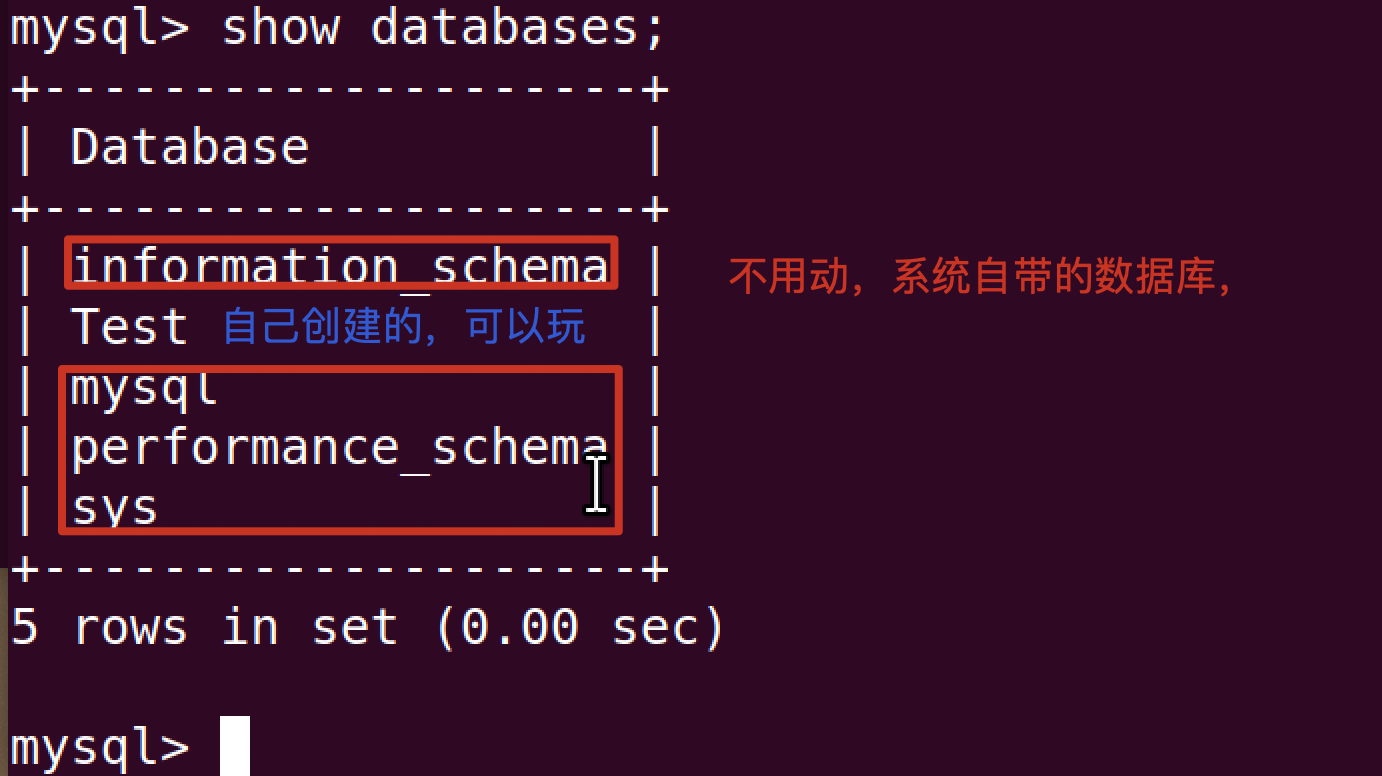 mysql> show databases;
+---------------------+
| Database |
+---------------------+
| information_schema | 不用动，系统自带的数据库，
| Test 自己创建的，可以玩 |
| mysql |
| performance_schema |
| sys |
+---------------------+
5 rows in set (0.00 sec)
mysql>